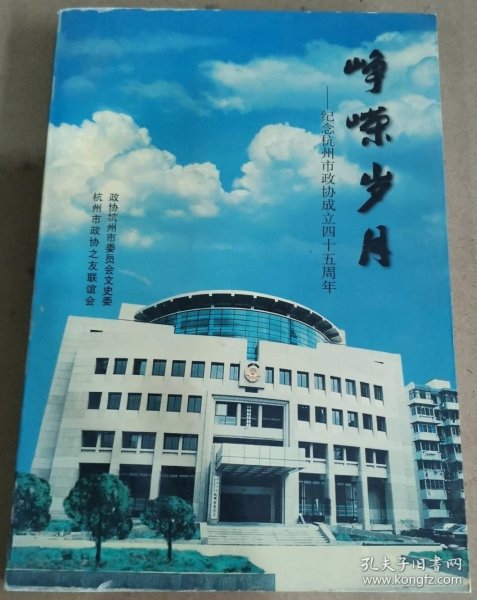 峥嵘岁月
——纪念杭州市政协成立四十五周年
政协杭州市委员会文史委
杭州市政协之友联谊会
孔夫子旧书网
www.kongfz.com